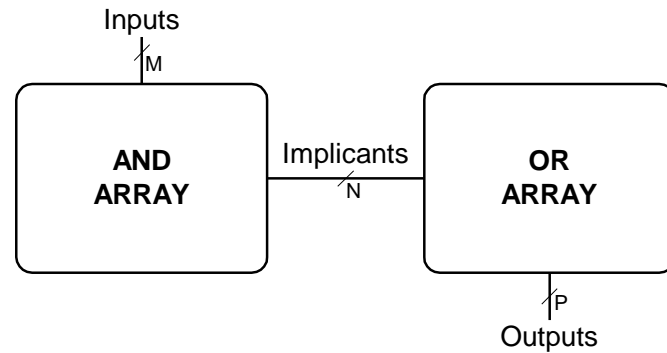 Inputs
M
AND
ARRAY
Implicants
N
OR
ARRAY
P
Outputs